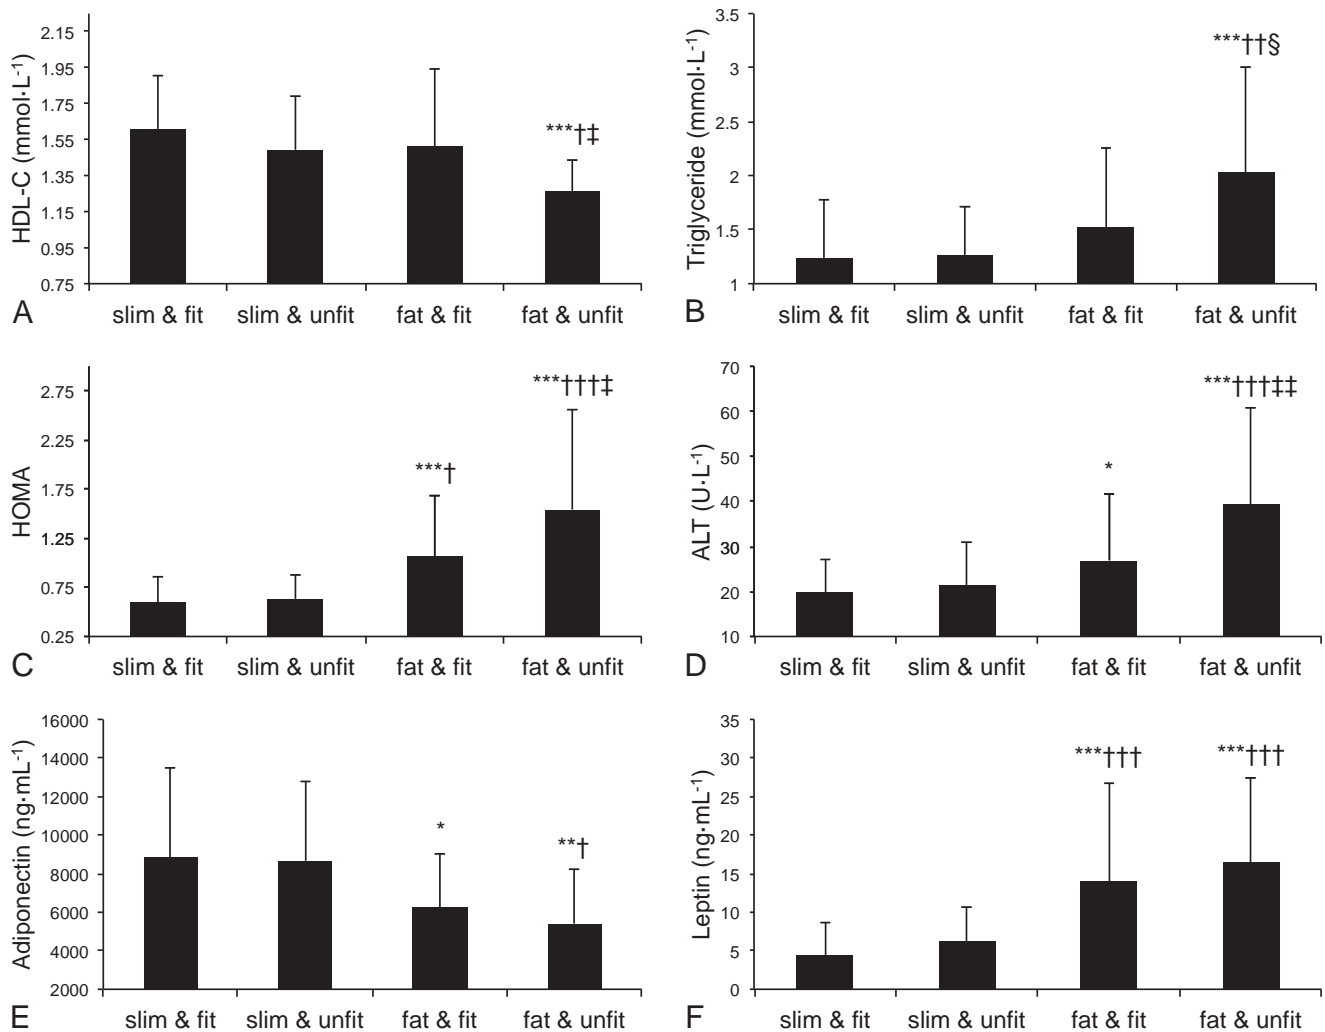 HDL-C (mmol·L-1)
2.15
1.95
1.75
1.55
1.35
1.15
0.95
0.75
***†‡
A
slim & fit slim & unfit fat & fit fat & unfit
Triglyceride (mmol·L-1)
3.5
3
2.5
2
1.5
1
***††§
B
slim & fit slim & unfit fat & fit fat & unfit
HOMA
2.75
2.25
1.75
1.25
0.75
0.25
***†
***†††‡
C
slim & fit slim & unfit fat & fit fat & unfit
ALT (U·L-1)
70
60
50
40
30
20
10
*
***†††‡‡
D
slim & fit slim & unfit fat & fit fat & unfit
Adiponectin (ng·mL-1)
16000
14000
12000
10000
8000
6000
4000
2000
*
**†
E
slim & fit slim & unfit fat & fit fat & unfit
Leptin (ng·mL-1)
35
30
25
20
15
10
5
0
***†††
***†††
F
slim & fit slim & unfit fat & fit fat & unfit